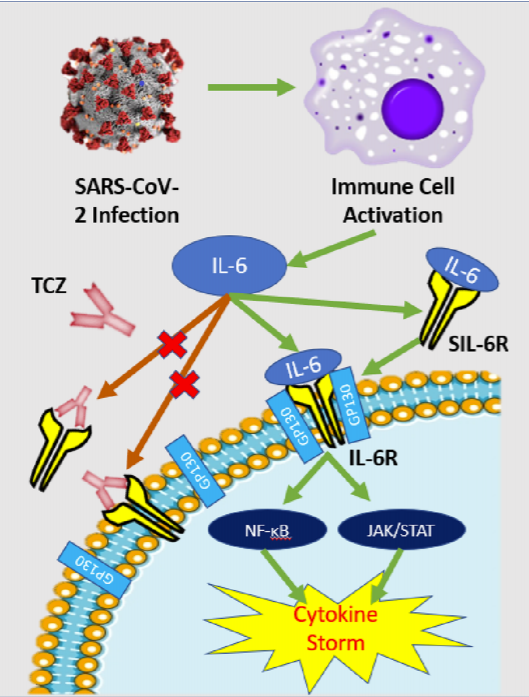 SARS-CoV-
2 Infection
Immune Cell
Activation
IL-6
IL-6
TCZ
SIL-6R
IL-6
GP130
GP130
IL-6R
GP130
GP130
NF-κB
JAK/STAT
Cytokine
Storm